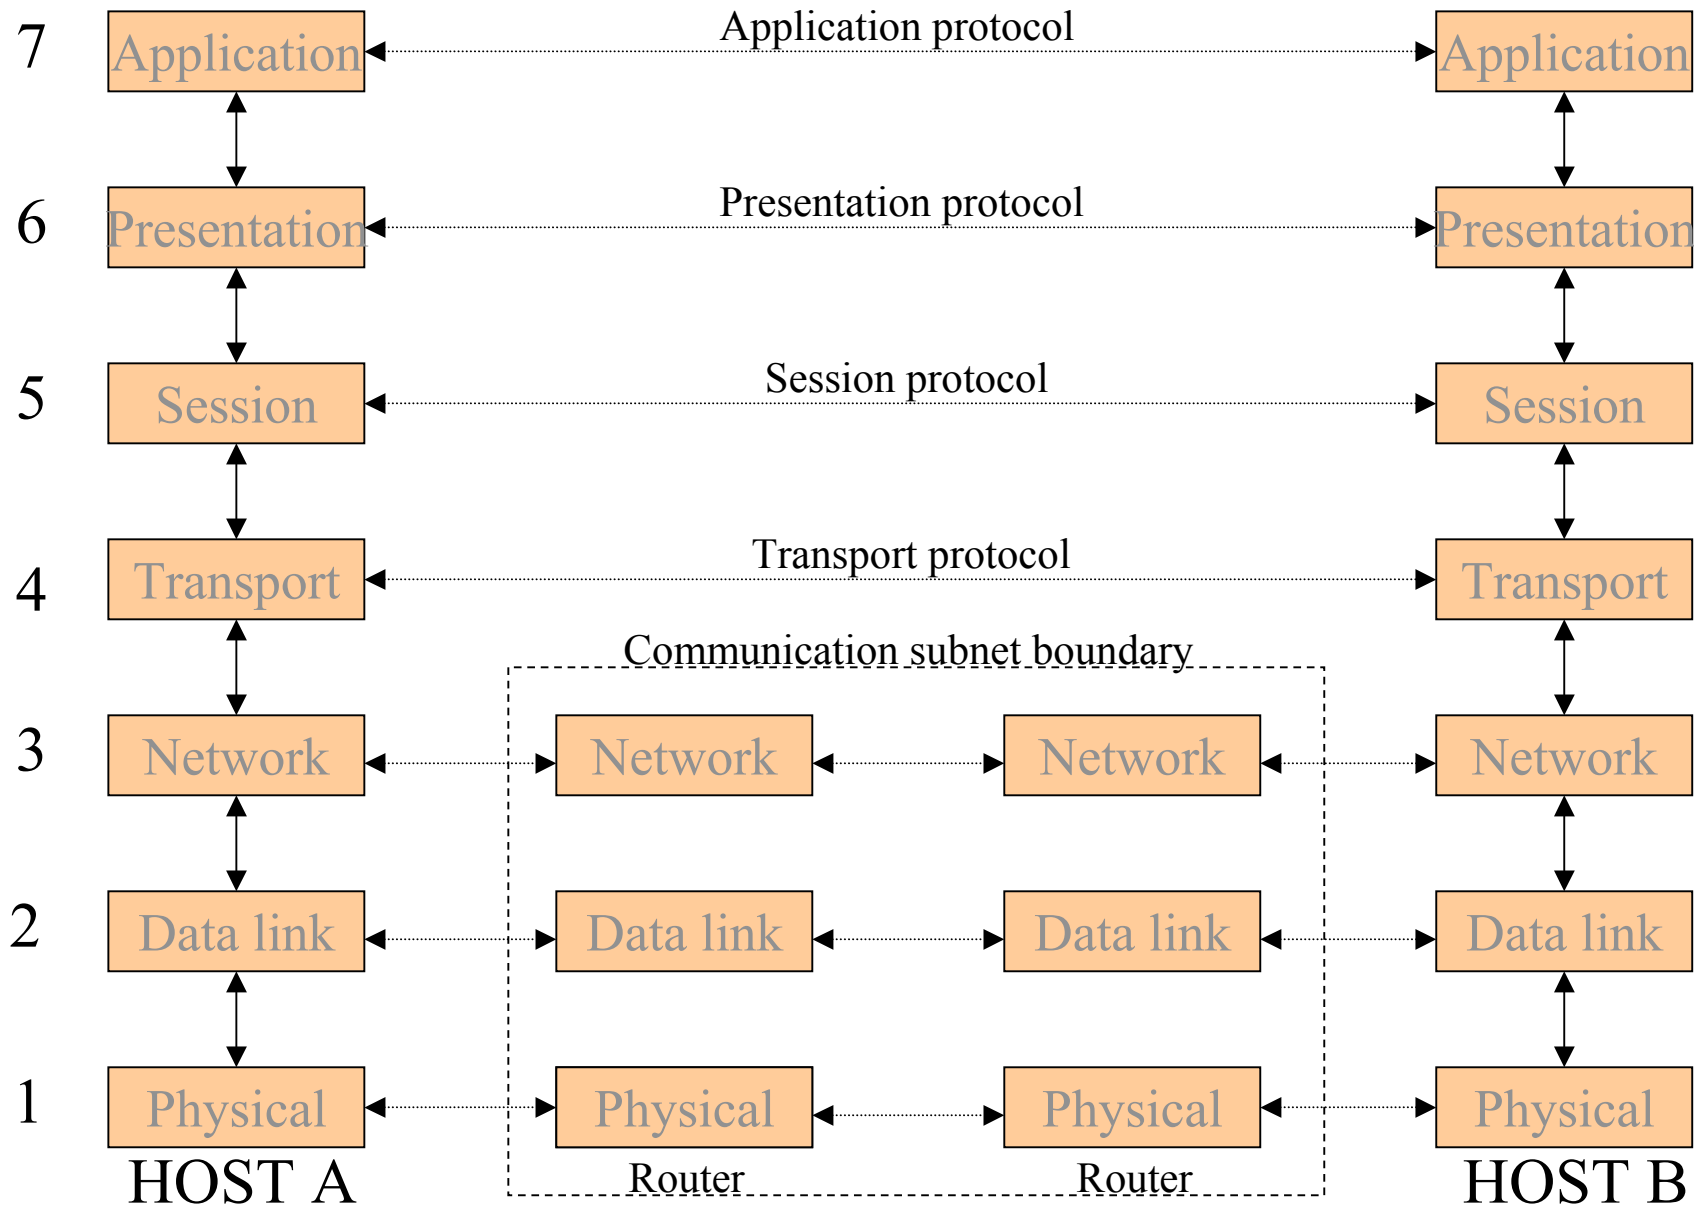 7 Application Application protocol Application
6 Presentation Presentation protocol Presentation
5 Session Session protocol Session
4 Transport Transport protocol Transport
Communication subnet boundary
3 Network Network Network Network
2 Data link Data link Data link Data link
1 Physical Physical Physical Physical
HOST A Router Router HOST B